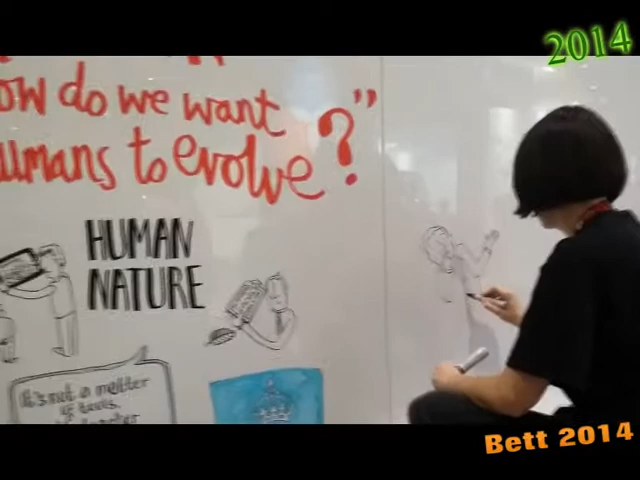 2014
ow do we want
umans to evolve?"
HUMAN
NATURE
it's not a matter
of tools.
Bett 2014